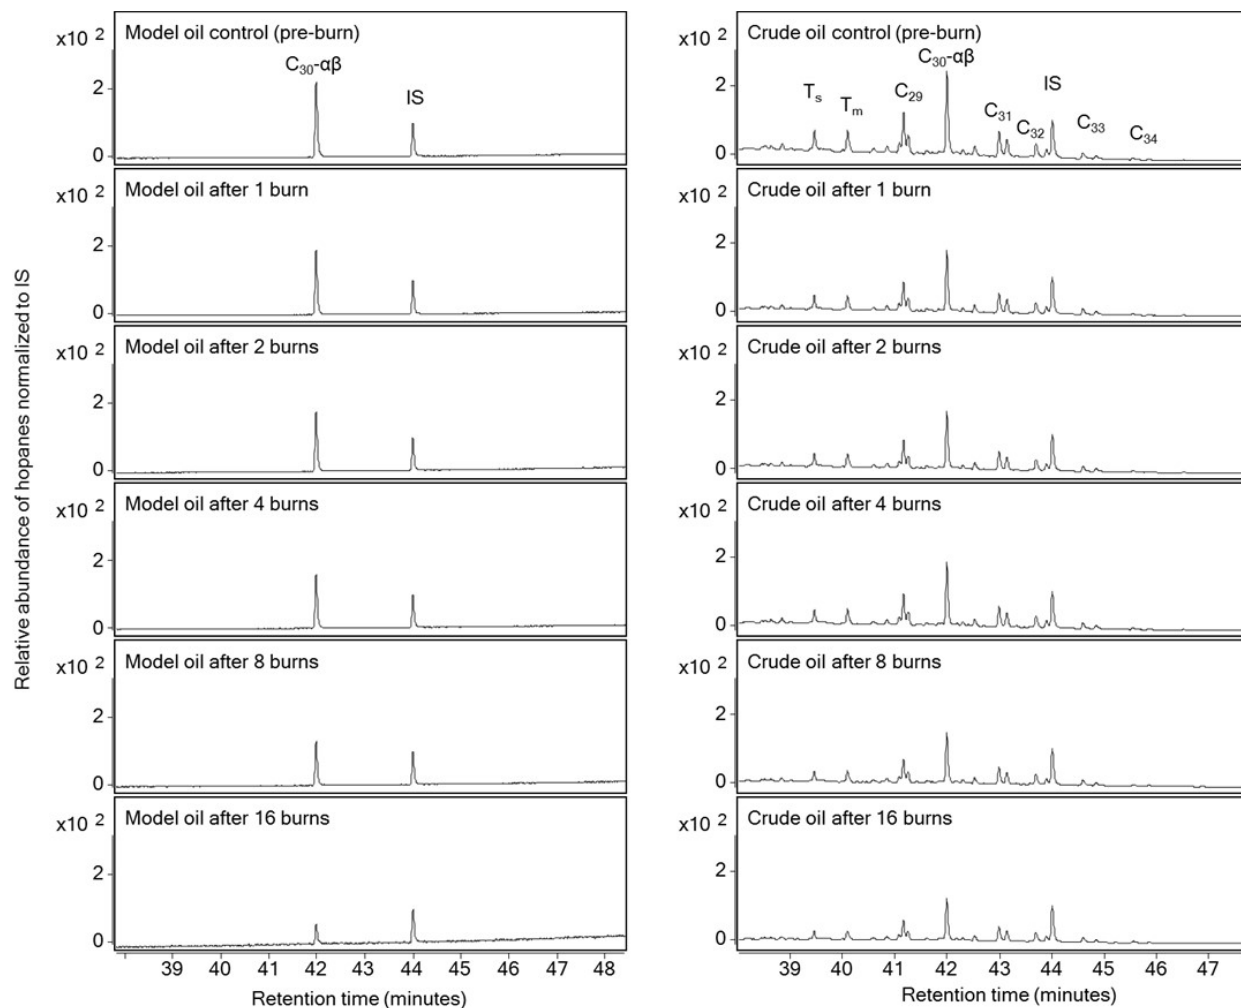 Relative abundance of hopanes normalized to IS
Model oil control (pre-burn)
x10 2
C30-αβ
IS
2
0
Model oil after 1 burn
x10 2
2
0
Model oil after 2 burns
x10 2
2
0
Model oil after 4 burns
x10 2
2
0
Model oil after 8 burns
x10 2
2
0
Model oil after 16 burns
x10 2
2
0
39 40 41 42 43 44 45 46 47 48
Retention time (minutes)
Crude oil control (pre-burn)
x10 2
C30-αβ
Ts
Tm
C29
C31
C32
IS
C33
C34
2
0
Crude oil after 1 burn
x10 2
2
0
Crude oil after 2 burns
x10 2
2
0
Crude oil after 4 burns
x10 2
2
0
Crude oil after 8 burns
x10 2
2
0
Crude oil after 16 burns
x10 2
2
0
39 40 41 42 43 44 45 46 47
Retention time (minutes)